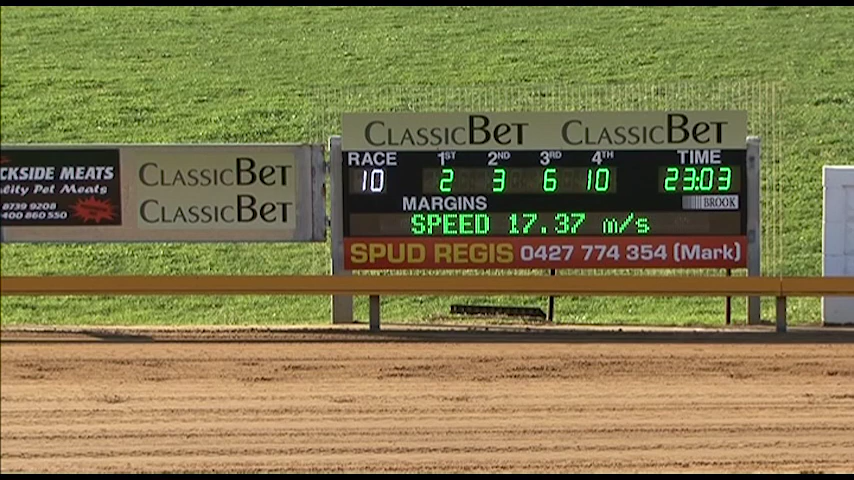 CLASSICBET CLASSICBET
RACE 1ST 2ND 3RD 4TH TIME
10 2 3 6 10 23:03
MARGINS BROOK
SPEED 17.37 m/s
SPUD REGIS 0427 774 354 (Mark)
CKSIDE MEATS
lity Pet Meats
8739 9208
400 860 550
CLASSICBET
CLASSICBET